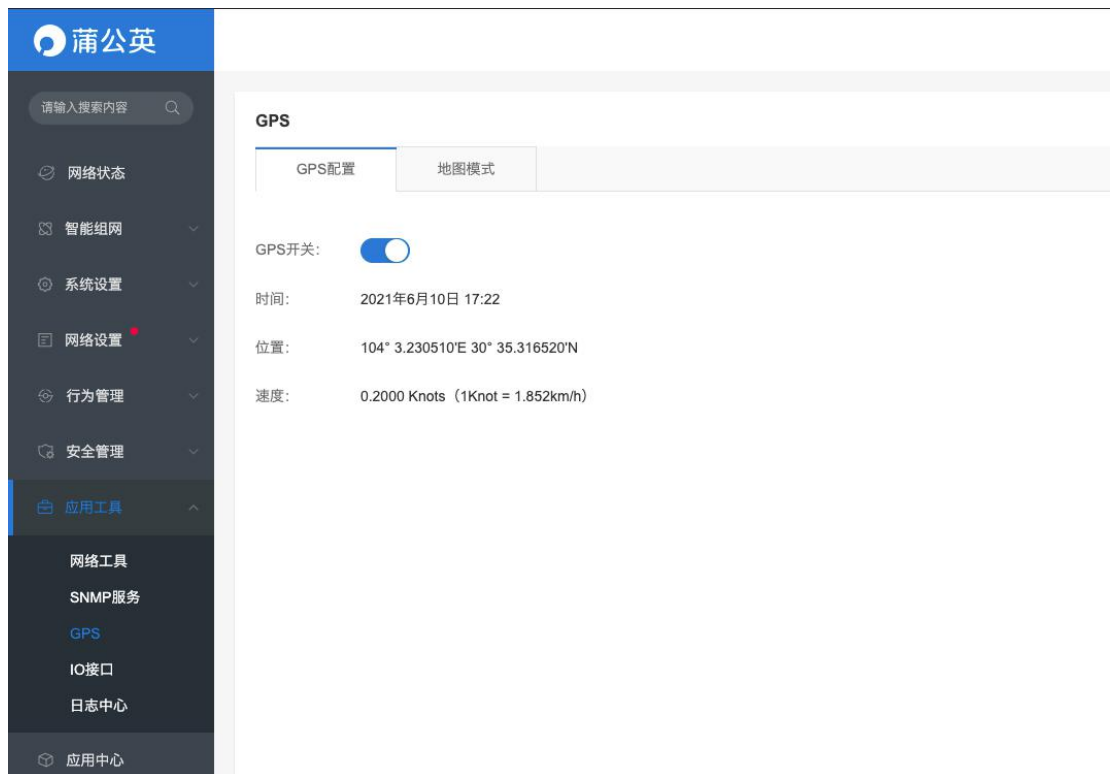 蒲公英
请输入搜索内容
网络状态
智能组网
系统设置
网络设置
行为管理
安全管理
应用工具
网络工具
SNMP服务
GPS
IO接口
日志中心
应用中心
GPS
GPS配置 地图模式
GPS开关：
时间： 2021年6月10日 17:22
位置： 104° 3.230510'E 30° 35.316520'N
速度： 0.2000 Knots（1Knot = 1.852km/h）